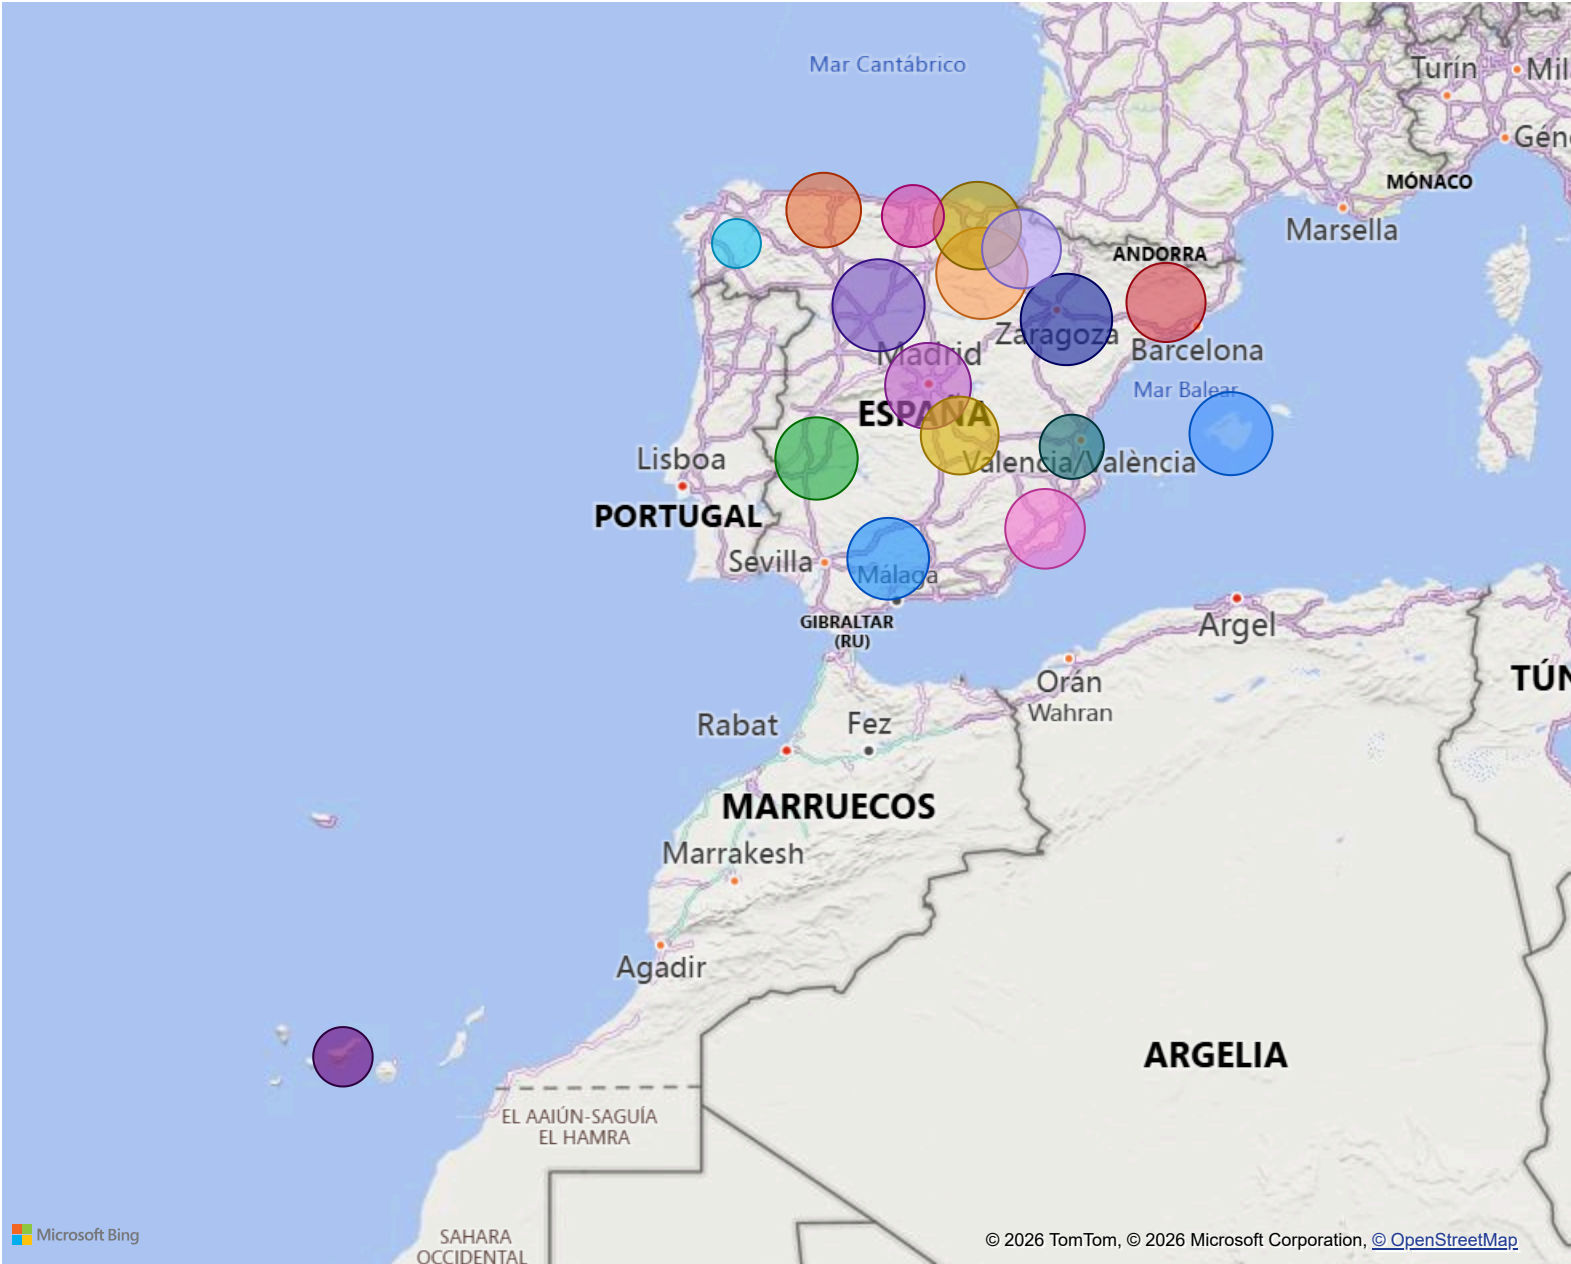 Mar Cantábrico
Turín
Mil
Gén
MÓNACO
Marsella
ANDORRA
Zaragoza
Barcelona
Madrid
Mar Balear
ESPAÑA
Lisboa
Valencia/València
PORTUGAL
Sevilla
Málaga
GIBRALTAR
(RU)
Argel
Orán
Wahran
TÚN
Rabat
Fez
MARRUECOS
Marrakesh
Agadir
ARGELIA
EL AAIÚN-SAGUÍA
EL HAMRA
SAHARA
OCCIDENTAL
Microsoft Bing
© 2026 TomTom, © 2026 Microsoft Corporation, © OpenStreetMap